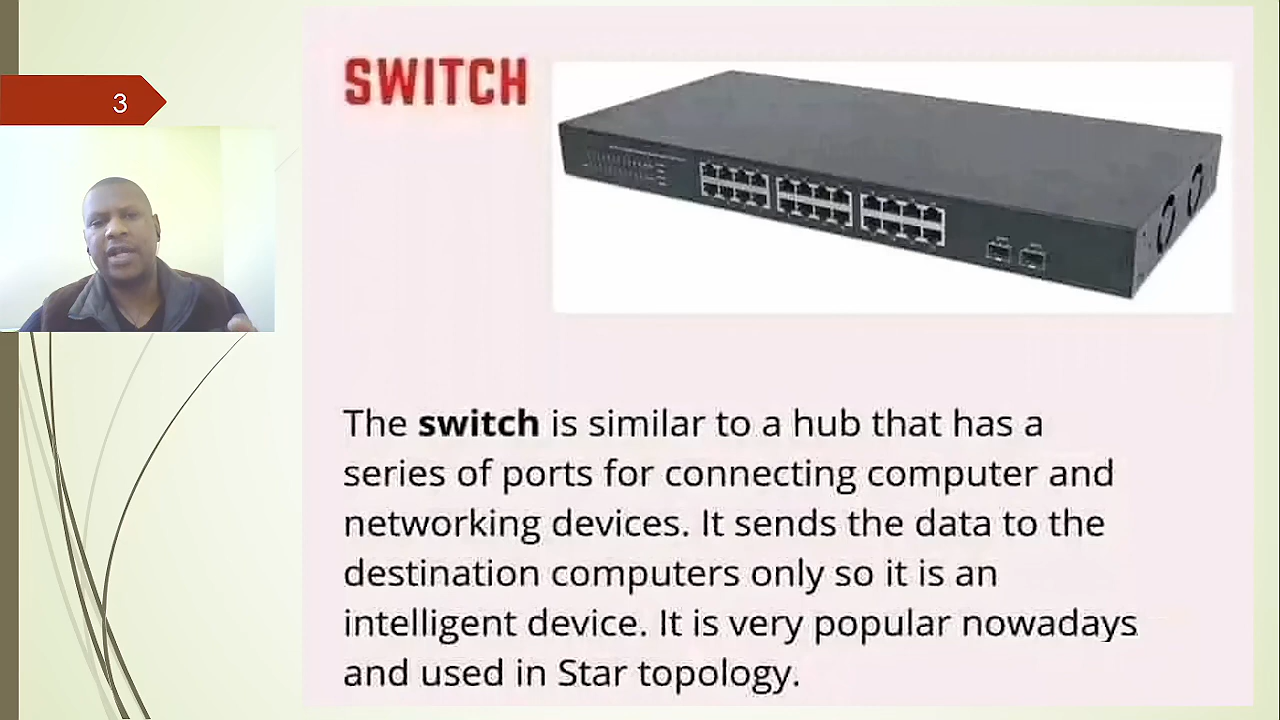 3
SWITCH
The switch is similar to a hub that has a
series of ports for connecting computer and
networking devices. It sends the data to the
destination computers only so it is an
intelligent device. It is very popular nowadays
and used in Star topology.